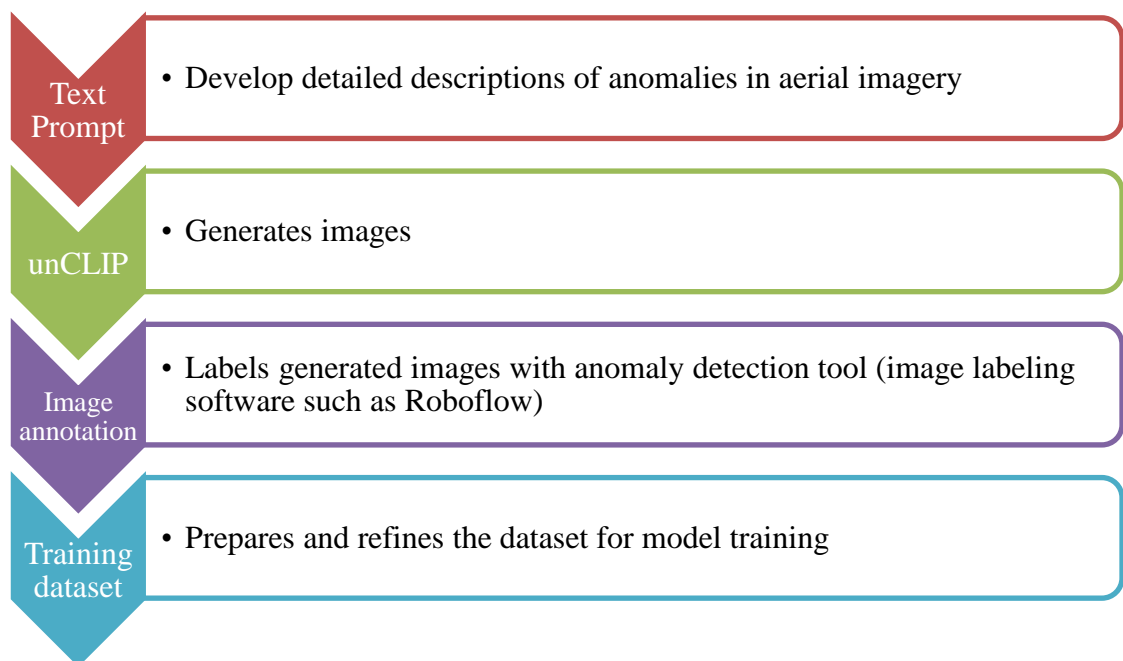 Text
Prompt
• Develop detailed descriptions of anomalies in aerial imagery
unCLIP
• Generates images
Image
annotation
• Labels generated images with anomaly detection tool (image labeling
software such as Roboflow)
Training
dataset
• Prepares and refines the dataset for model training